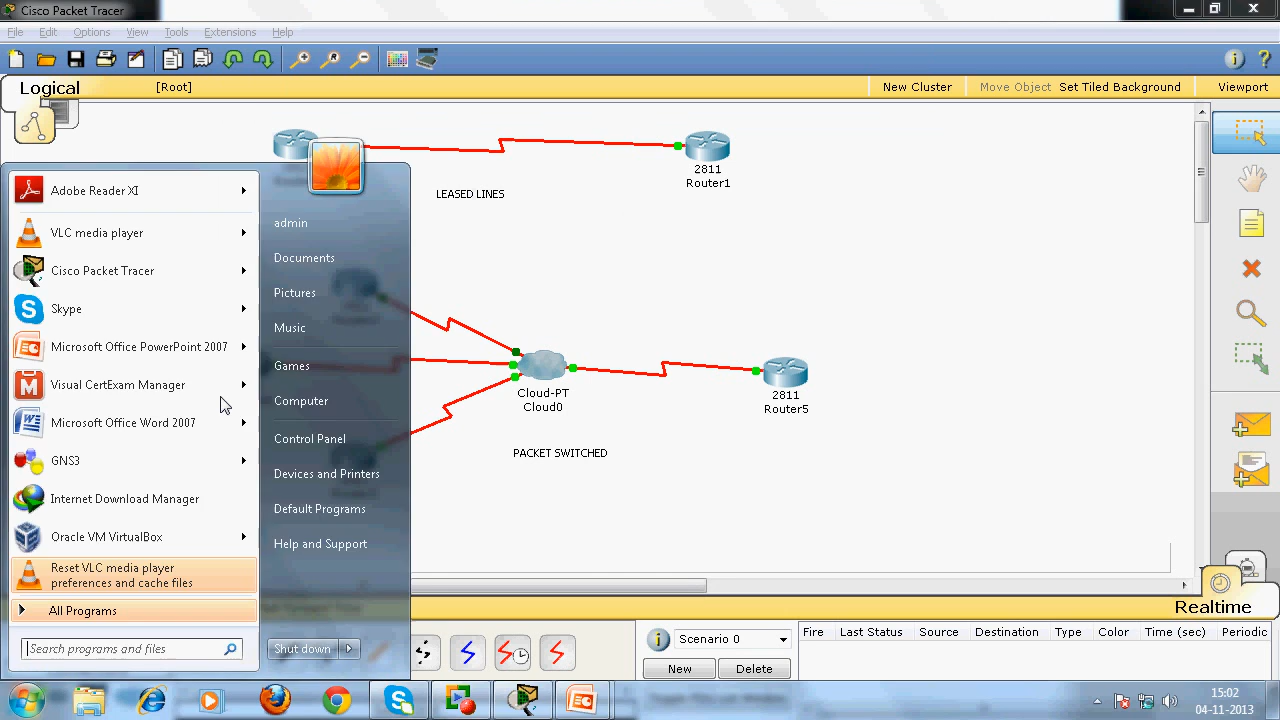 Cisco Packet Tracer
File Edit Options View Tools Extensions Help
Logical [Root] New Cluster Move Object Set Tiled Background Viewport
2811
Router1
LEASED LINES
Adobe Reader XI
VLC media player
Cisco Packet Tracer
Skype
Microsoft Office PowerPoint 2007
Visual CertExam Manager
Microsoft Office Word 2007
GNS3
Internet Download Manager
Oracle VM VirtualBox
Reset VLC media player
preferences and cache files
All Programs
Search programs and files
admin
Documents
Pictures
Music
Games
Computer
Control Panel
Devices and Printers
Default Programs
Help and Support
Shut down
Cloud-PT
Cloud0
2811
Router5
PACKET SWITCHED
Realtime
Scenario 0
New Delete
Fire Last Status Source Destination Type Color Time (sec) Periodic
15:02
04-11-2013